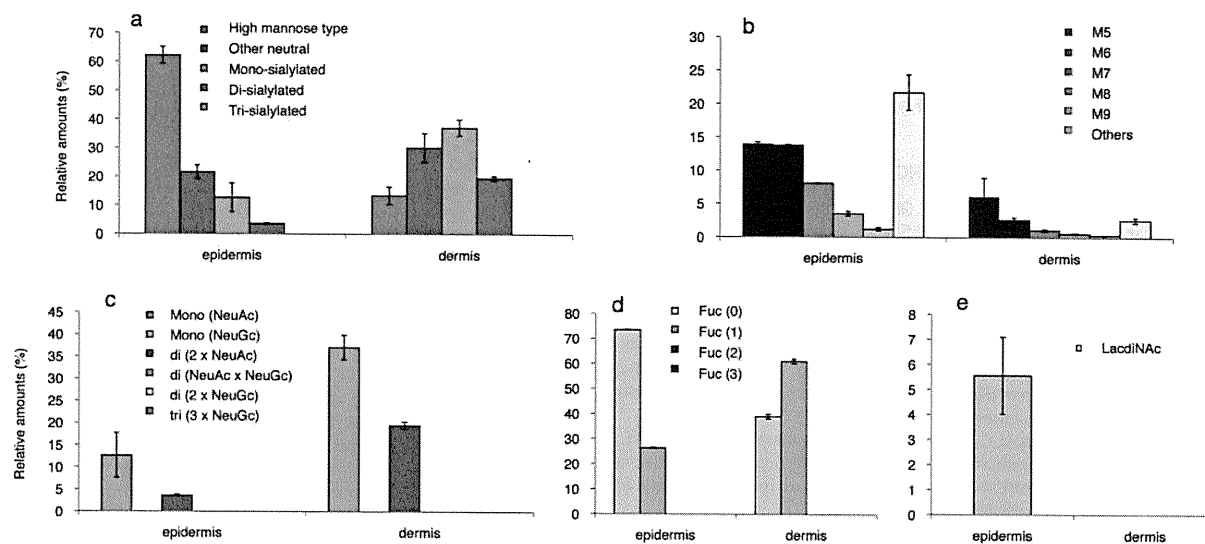 a
Relative amounts (%)
70
60
50
40
30
20
10
0
High mannose type
Other neutral
Mono-sialylated
Di-sialylated
Tri-sialylated
epidermis
dermis
b
30
25
20
15
10
5
0
M5
M6
M7
M8
M9
Others
epidermis
dermis
c
Relative amounts (%)
45
40
35
30
25
20
15
10
5
0
Mono (NeuAc)
Mono (NeuGc)
di (2 x NeuAc)
di (NeuAc x NeuGc)
di (2 x NeuGc)
tri (3 x NeuGc)
epidermis
dermis
d
80
70
60
50
40
30
20
10
0
Fuc (0)
Fuc (1)
Fuc (2)
Fuc (3)
epidermis
dermis
e
8
7
6
5
4
3
2
1
0
LacdiNAc
epidermis
dermis